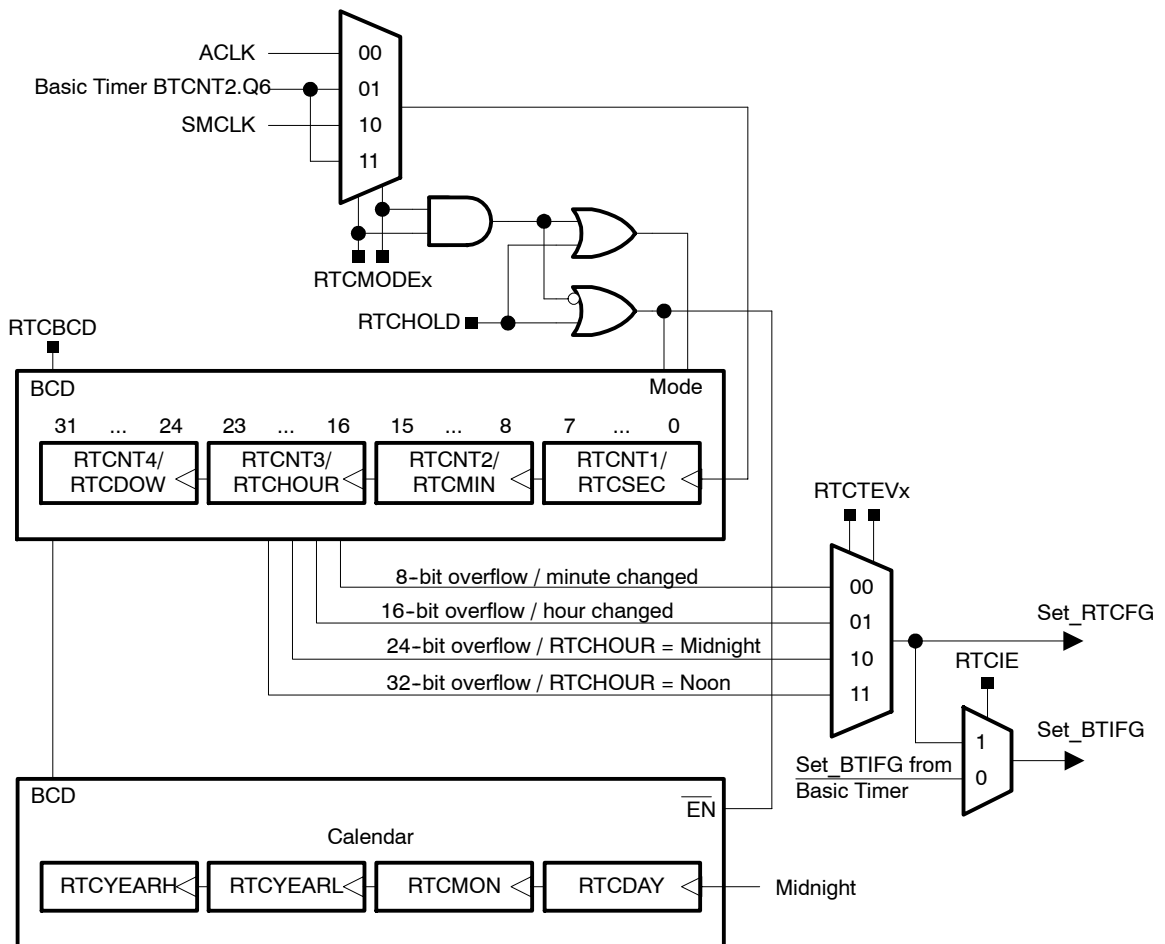 ACLK
00
Basic Timer BTCNT2.Q6
01
SMCLK
10
11
RTCMODEx
RTCHOLD
RTCBCD
BCD
Mode
31 ... 24 23 ... 16 15 ... 8 7 ... 0
RTCNT4/ RTCNT3/ RTCNT2/ RTCNT1/
RTCDOW RTCHOUR RTCMIN RTCSEC
RTCTEVx
8-bit overflow / minute changed
00
16-bit overflow / hour changed
01
Set_RTCFG
24-bit overflow / RTCHOUR = Midnight
10
RTCIE
32-bit overflow / RTCHOUR = Noon
11
Set_BTIFG
1
Set_BTIFG from
0
Basic Timer
BCD
EN
Calendar
RTCYEARH RTCYEARL RTCMON RTCDAY
Midnight